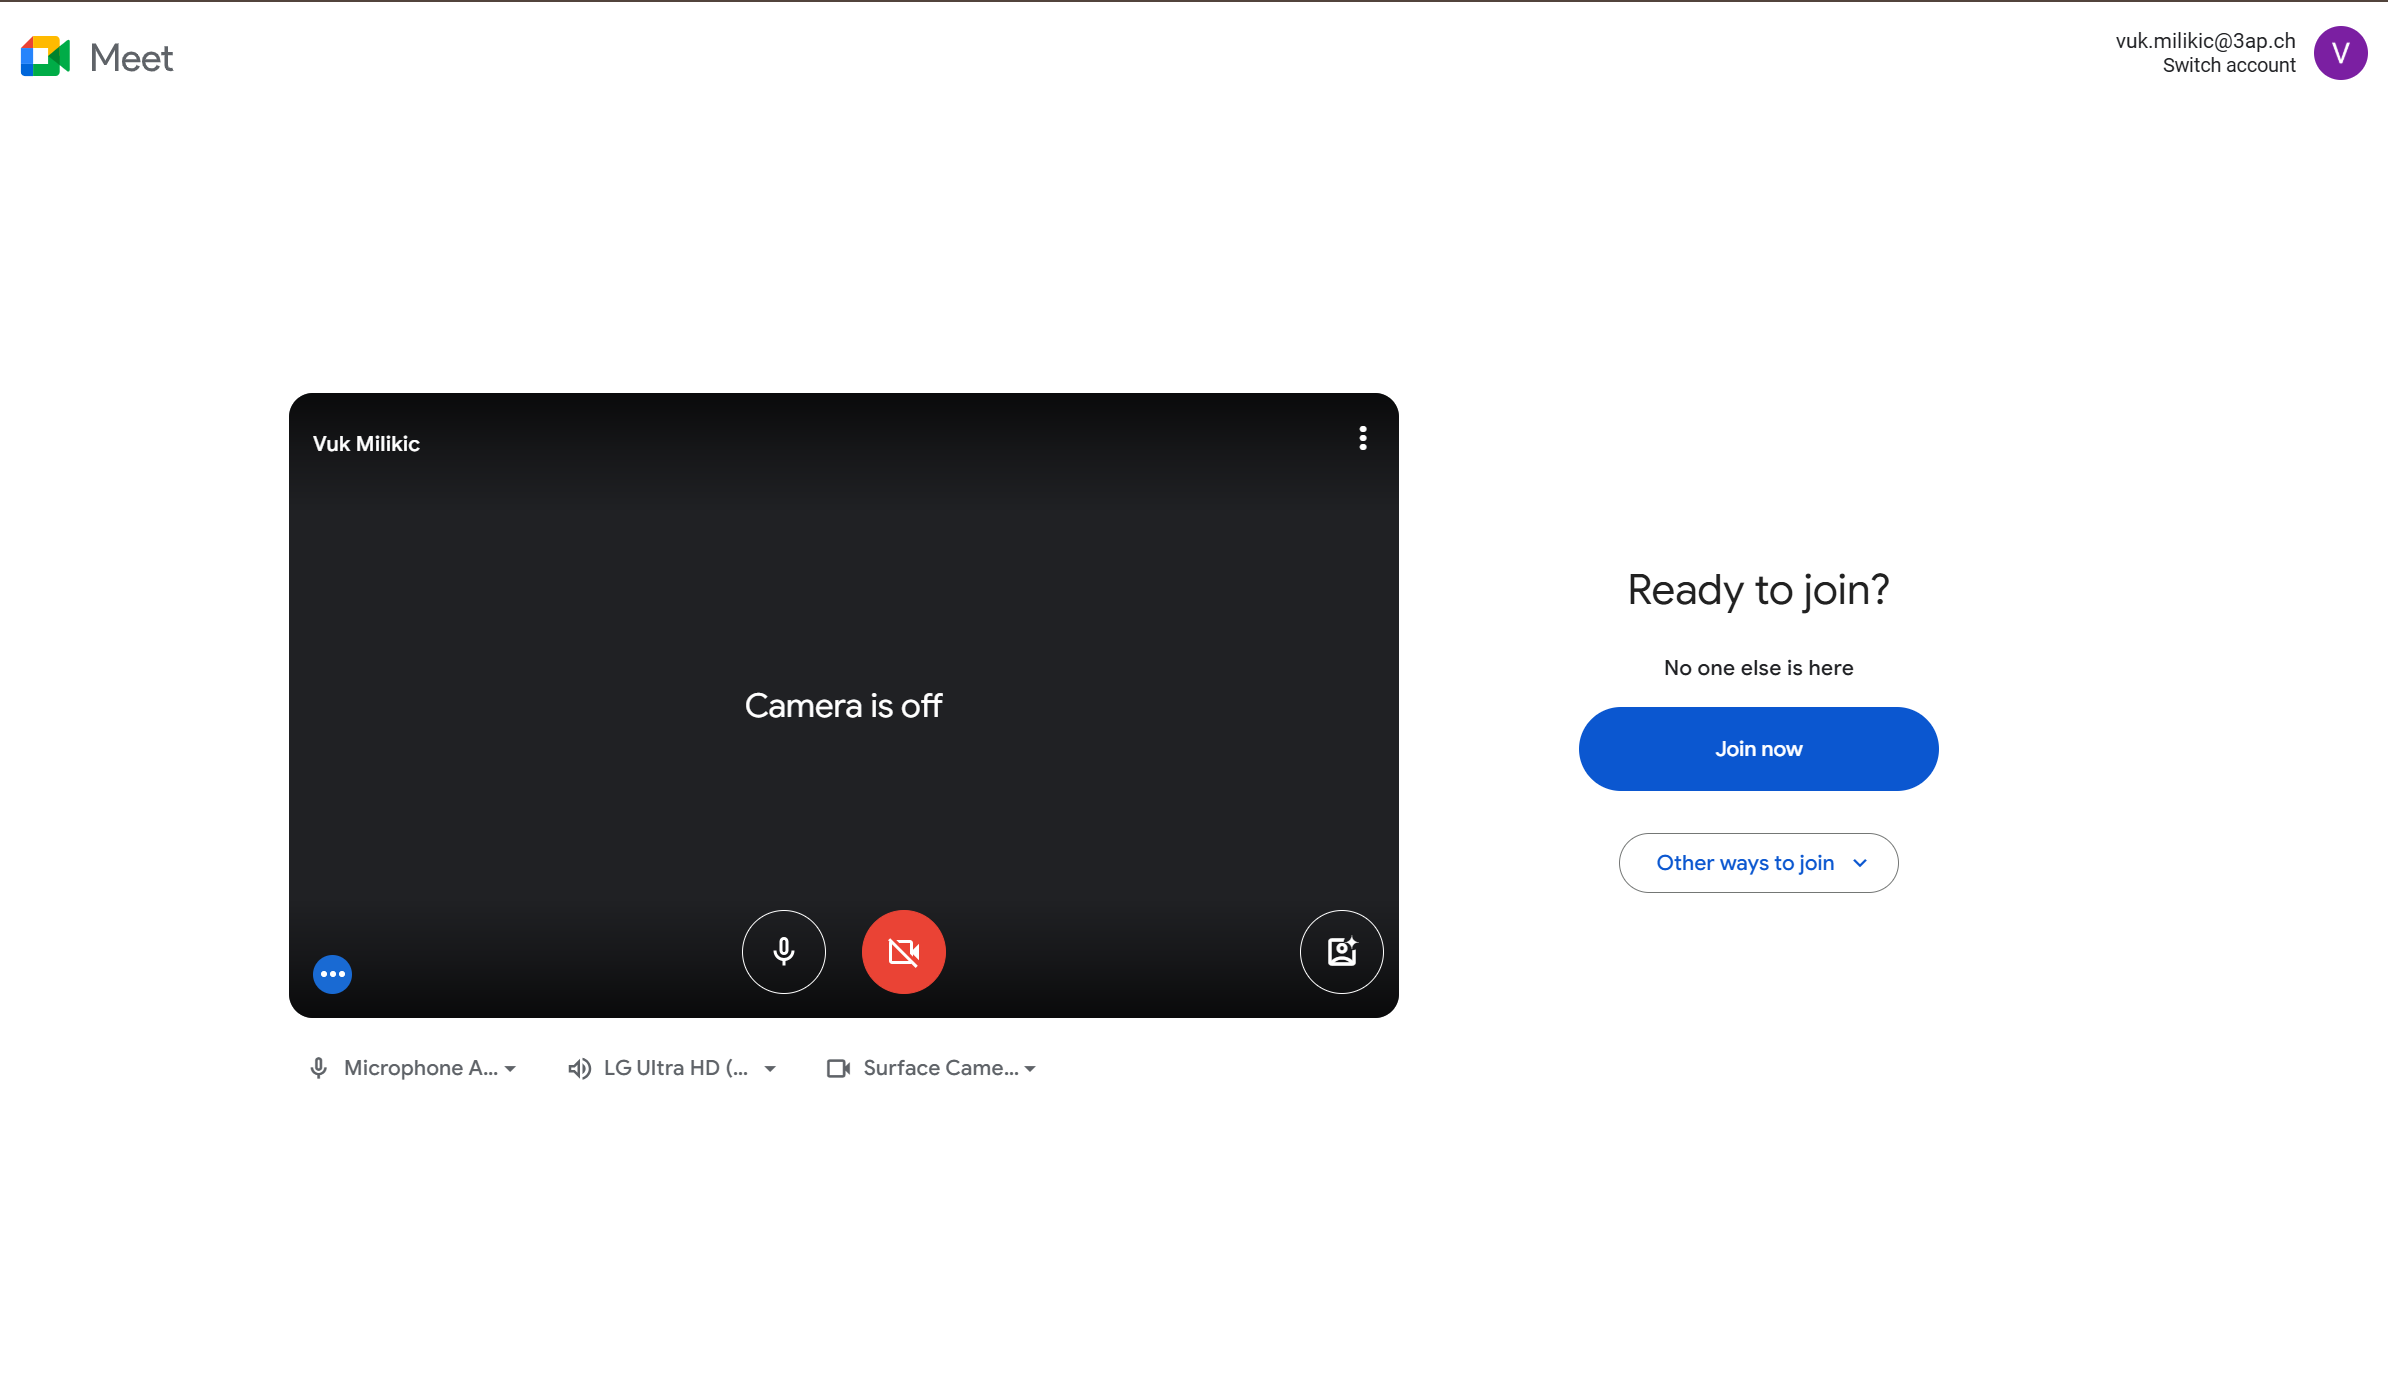 Meet
vuk.milikic@3ap.ch
Switch account
V
Vuk Milikic
Camera is off
Ready to join?
No one else is here
Join now
Other ways to join
Microphone A...
LG Ultra HD (...
Surface Came...